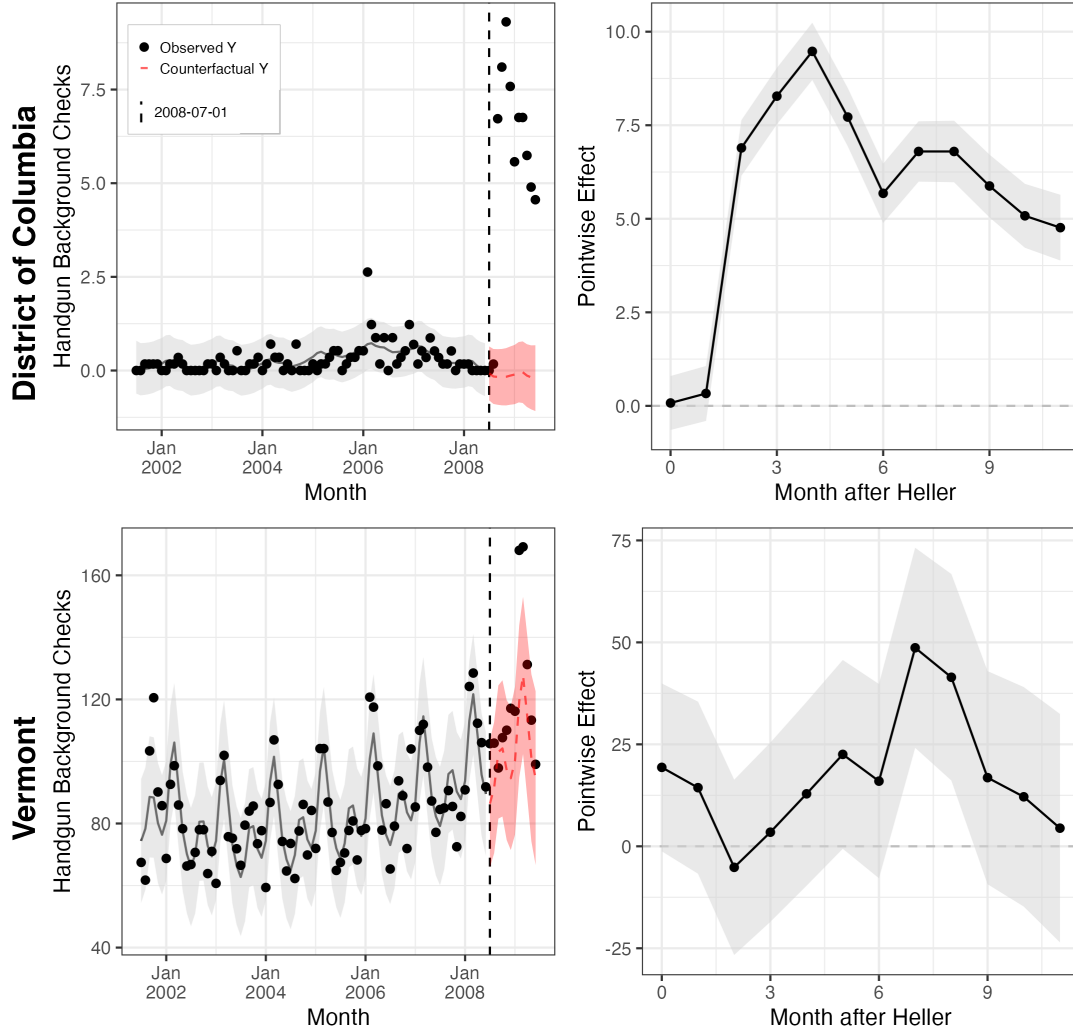 District of Columbia
Handgun Background Checks
7.5
5.0
2.5
0.0
Observed Y
Counterfactual Y
2008-07-01
Jan
2002
Jan
2004
Jan
2006
Jan
2008
Month
Pointwise Effect
10.0
7.5
5.0
2.5
0.0
0
3
6
9
Month after Heller
Vermont
Handgun Background Checks
160
120
80
40
Jan
2002
Jan
2004
Jan
2006
Jan
2008
Month
Pointwise Effect
75
50
25
0
-25
0
3
6
9
Month after Heller